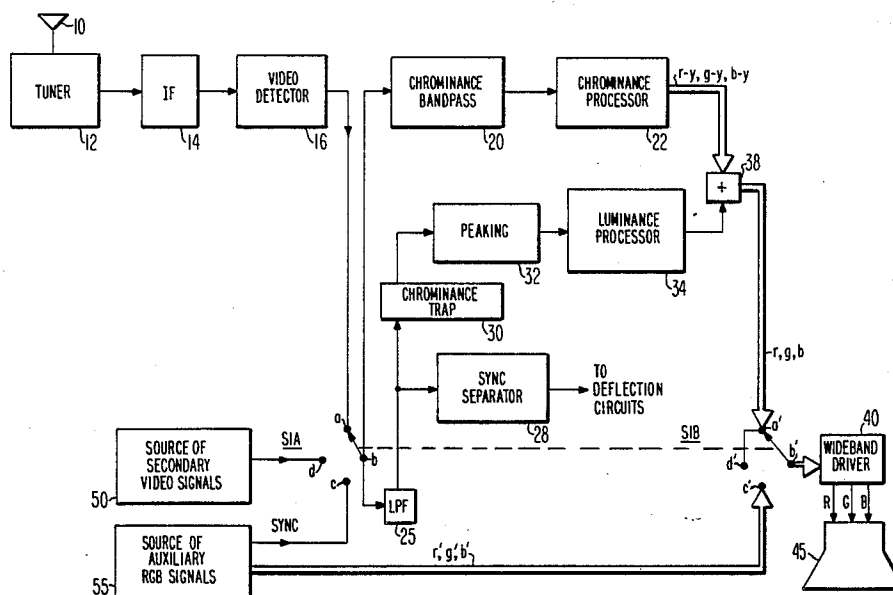 10
TUNER
12
IF
14
VIDEO
DETECTOR
16
CHROMINANCE
BANDPASS
20
CHROMINANCE
PROCESSOR
22
r-y, g-y, b-y
+
38
PEAKING
32
LUMINANCE
PROCESSOR
34
CHROMINANCE
TRAP
30
SYNC
SEPARATOR
28
TO
DEFLECTION
CIRCUITS
r, g, b
SOURCE OF
SECONDARY
VIDEO SIGNALS
50
S1A
a
b
c
d
LPF
25
S1B
a'
b'
c'
d'
40
WIDEBAND
DRIVER
R G B
45
SOURCE OF
AUXILIARY
RGB SIGNALS
55
SYNC
r', g', b'